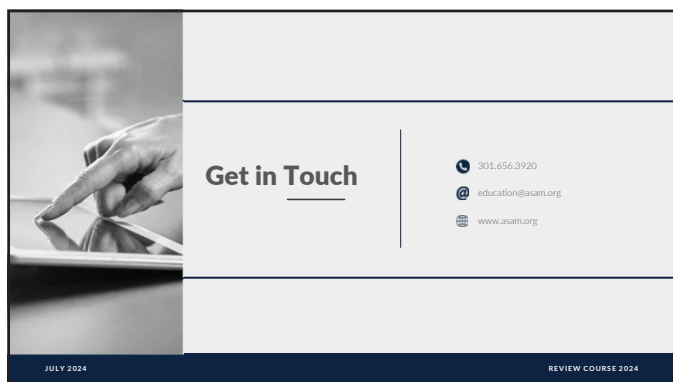 Get in Touch
301.656.3920
education@asam.org
www.asam.org
JULY 2024
REVIEW COURSE 2024